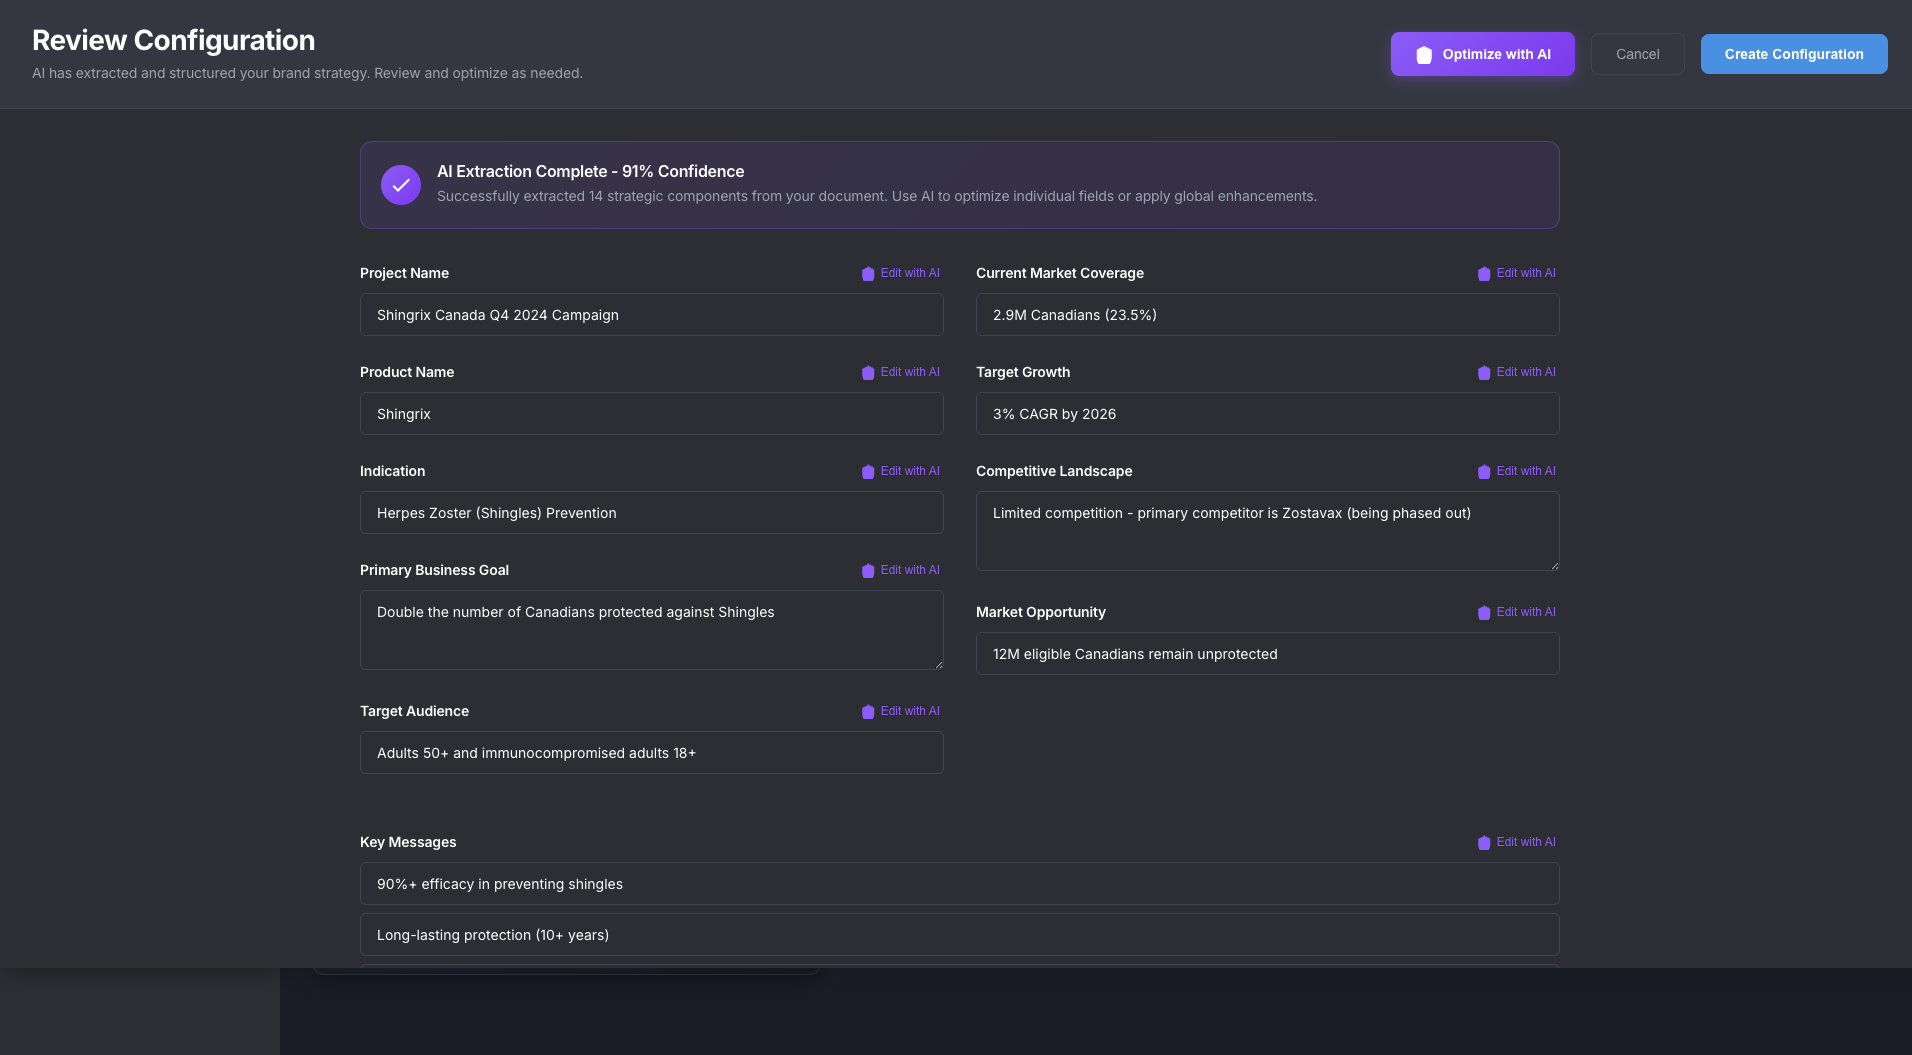 Review Configuration
AI has extracted and structured your brand strategy. Review and optimize as needed.
Optimize with AI
Cancel
Create Configuration
AI Extraction Complete - 91% Confidence
Successfully extracted 14 strategic components from your document. Use AI to optimize individual fields or apply global enhancements.
Project Name
Edit with AI
Shingrix Canada Q4 2024 Campaign
Product Name
Edit with AI
Shingrix
Indication
Edit with AI
Herpes Zoster (Shingles) Prevention
Primary Business Goal
Edit with AI
Double the number of Canadians protected against Shingles
Target Audience
Edit with AI
Adults 50+ and immunocompromised adults 18+
Current Market Coverage
Edit with AI
2.9M Canadians (23.5%)
Target Growth
Edit with AI
3% CAGR by 2026
Competitive Landscape
Edit with AI
Limited competition - primary competitor is Zostavax (being phased out)
Market Opportunity
Edit with AI
12M eligible Canadians remain unprotected
Key Messages
Edit with AI
90%+ efficacy in preventing shingles
Long-lasting protection (10+ years)